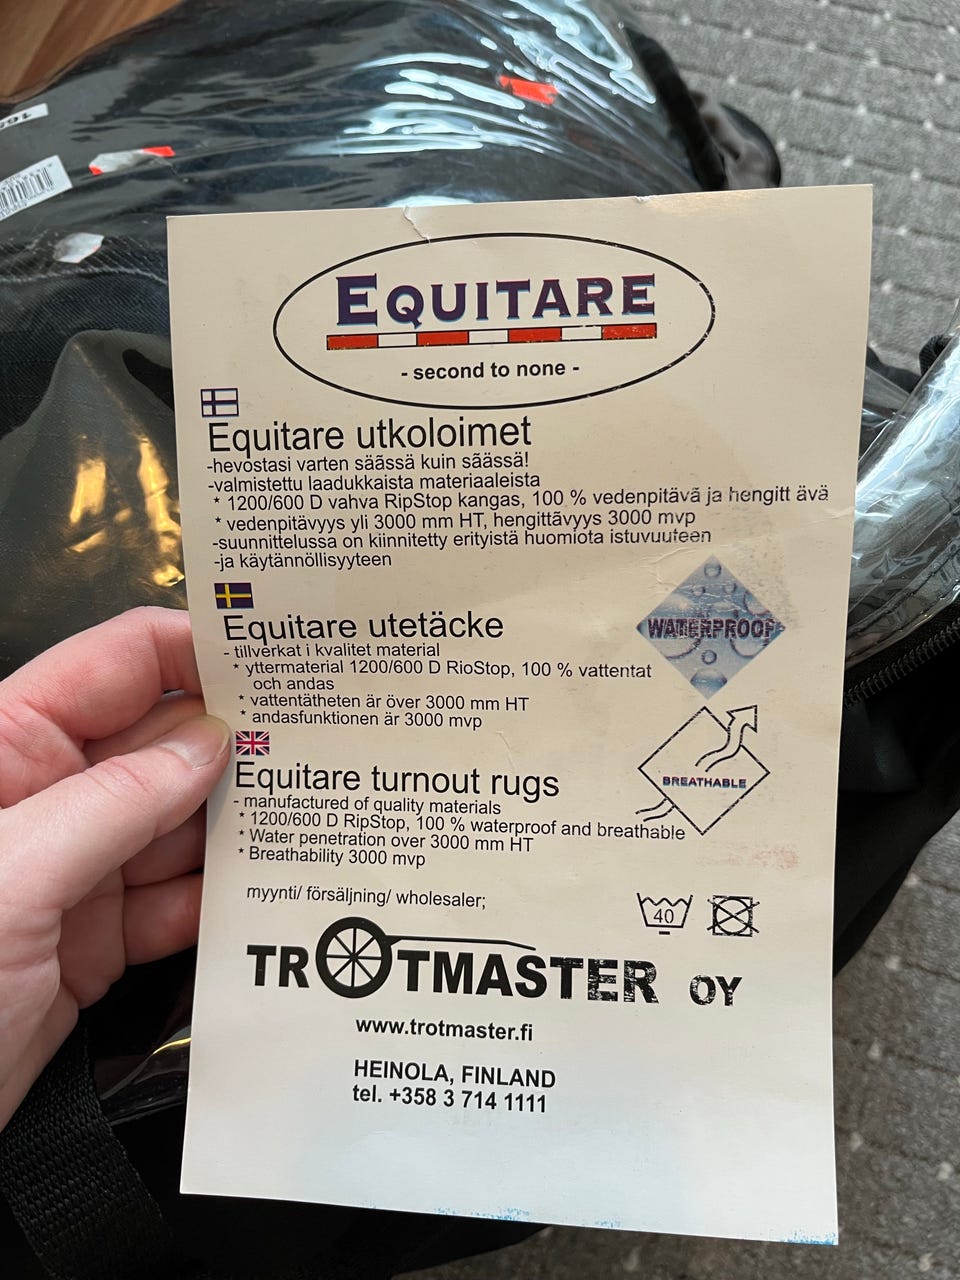 EQUITARE
- second to none -
Equitare utkoloimet
-hevostasi varten säässä kuin säässä!
-valmistettu laadukkaista materiaaleista
* 1200/600 D vahva RipStop kangas, 100 % vedenpitävä ja hengitt ävä
* vedenpitävyys yli 3000 mm HT, hengittävyys 3000 mvp
-suunnittelussa on kiinnitetty erityistä huomiota istuvuuteen
-ja käytännöllisyyteen
Equitare utetäcke
- tillverkat i kvalitet material
* yttermaterial 1200/600 D RioStop, 100 % vattentat
och andas
* vattentätheten är över 3000 mm HT
* andasfunktionen är 3000 mvp
WATERPROOF
BREATHABLE
Equitare turnout rugs
- manufactured of quality materials
* 1200/600 D RipStop, 100 % waterproof and breathable
* Water penetration over 3000 mm HT
* Breathability 3000 mvp
myynti/ försäljning/ wholesaler;
40
TROTMASTER OY
www.trotmaster.fi
HEINOLA, FINLAND
tel. +358 3 714 1111